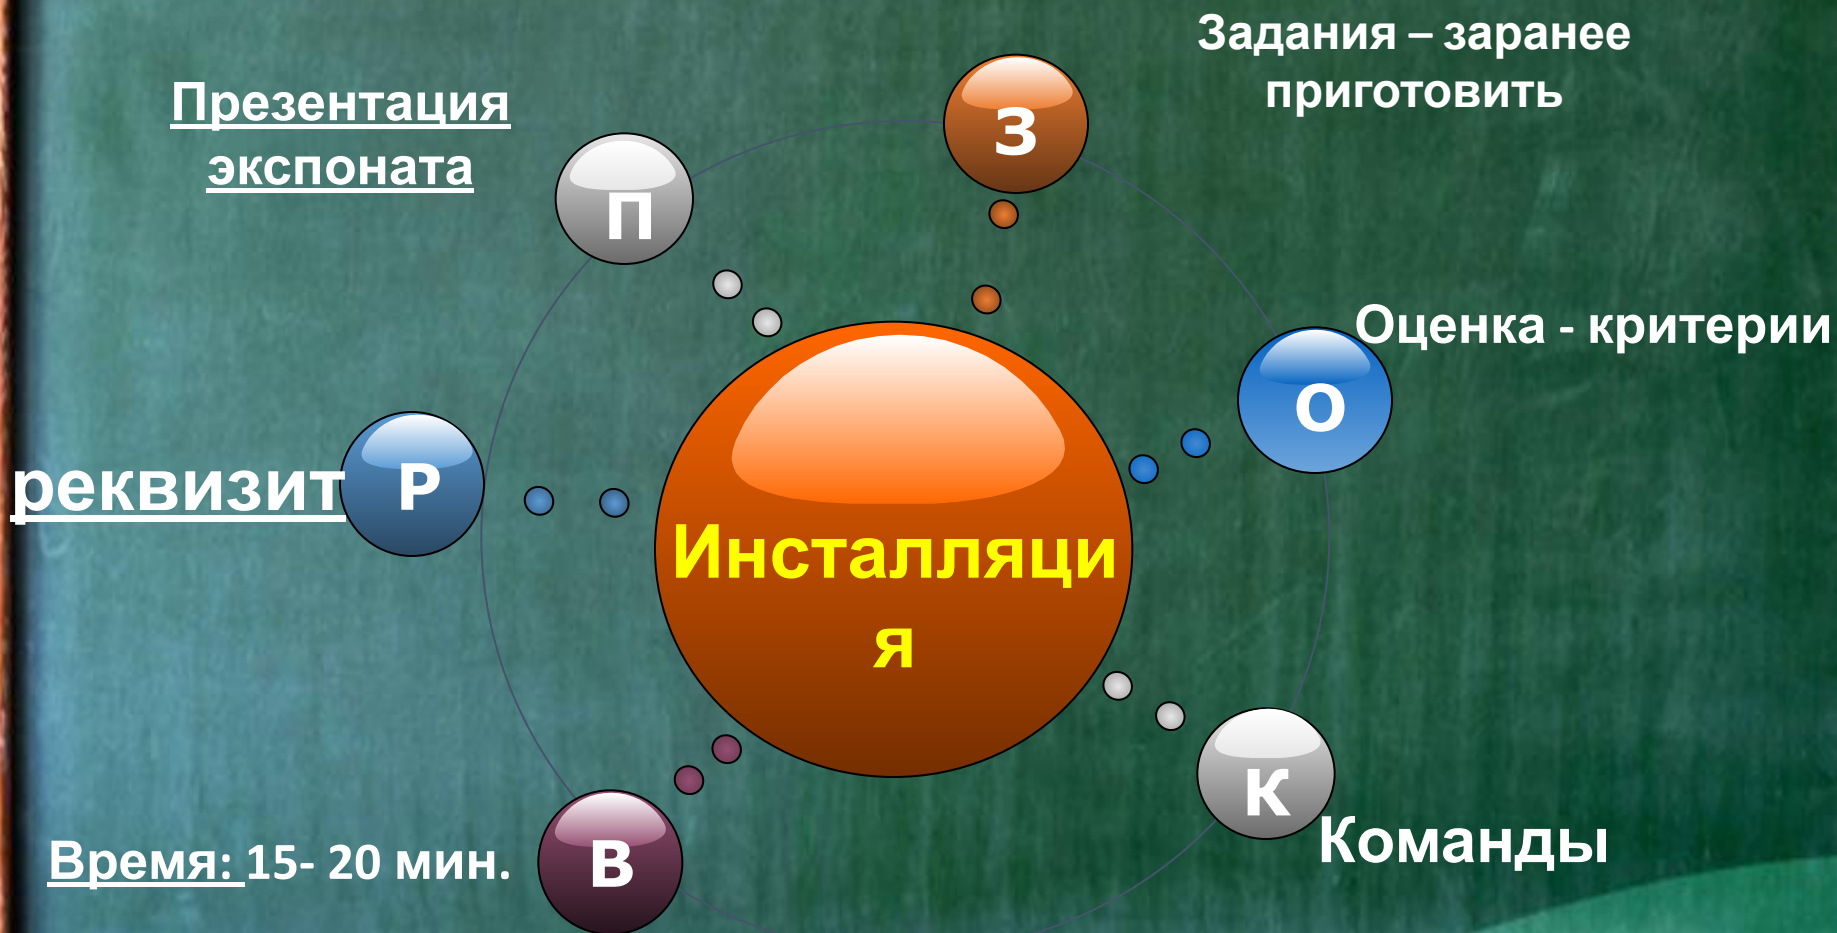 Задания – заранее
приготовить
З
Презентация
экспоната
П
Оценка - критерии
О
реквизит
Р
Инсталляци
я
К
Команды
Время: 15- 20 мин.
В